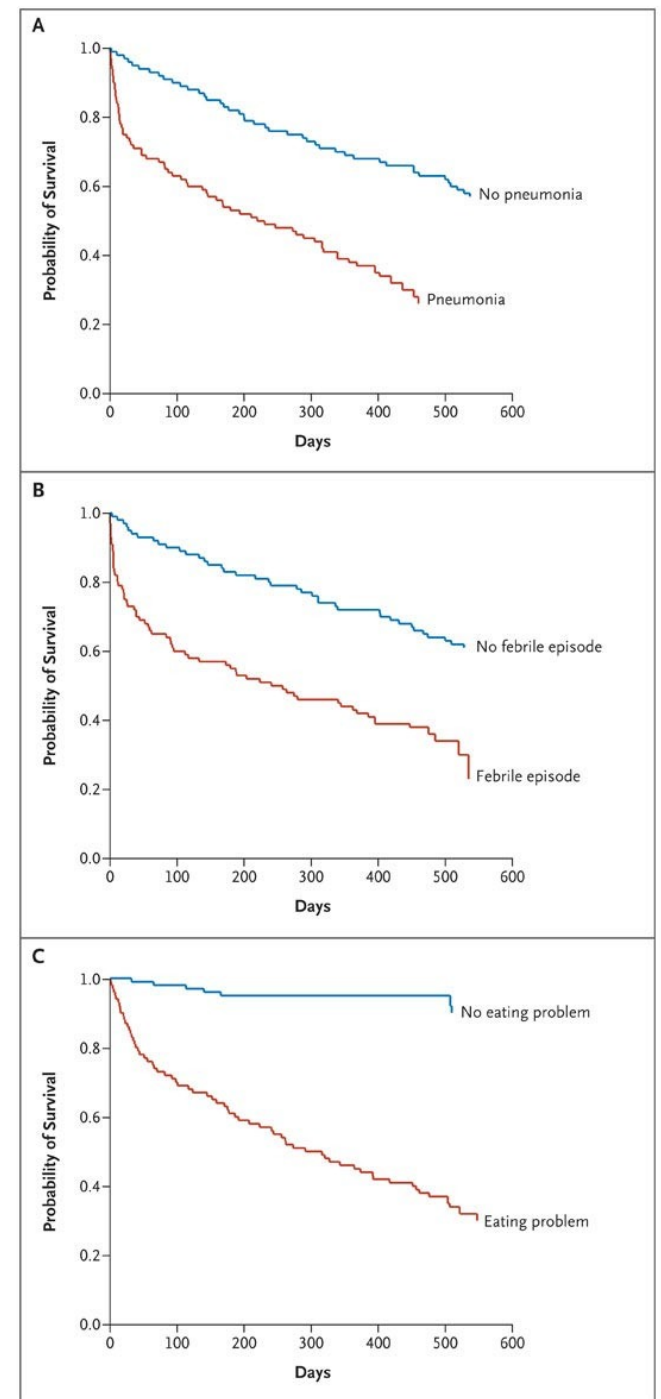 A
1.0
0.8
0.6
0.4
0.2
0.0
Probability of Survival
No pneumonia
Pneumonia
0 100 200 300 400 500 600
Days
B
1.0
0.8
0.6
0.4
0.2
0.0
Probability of Survival
No febrile episode
Febrile episode
0 100 200 300 400 500 600
Days
C
1.0
0.8
0.6
0.4
0.2
0.0
Probability of Survival
No eating problem
Eating problem
0 100 200 300 400 500 600
Days